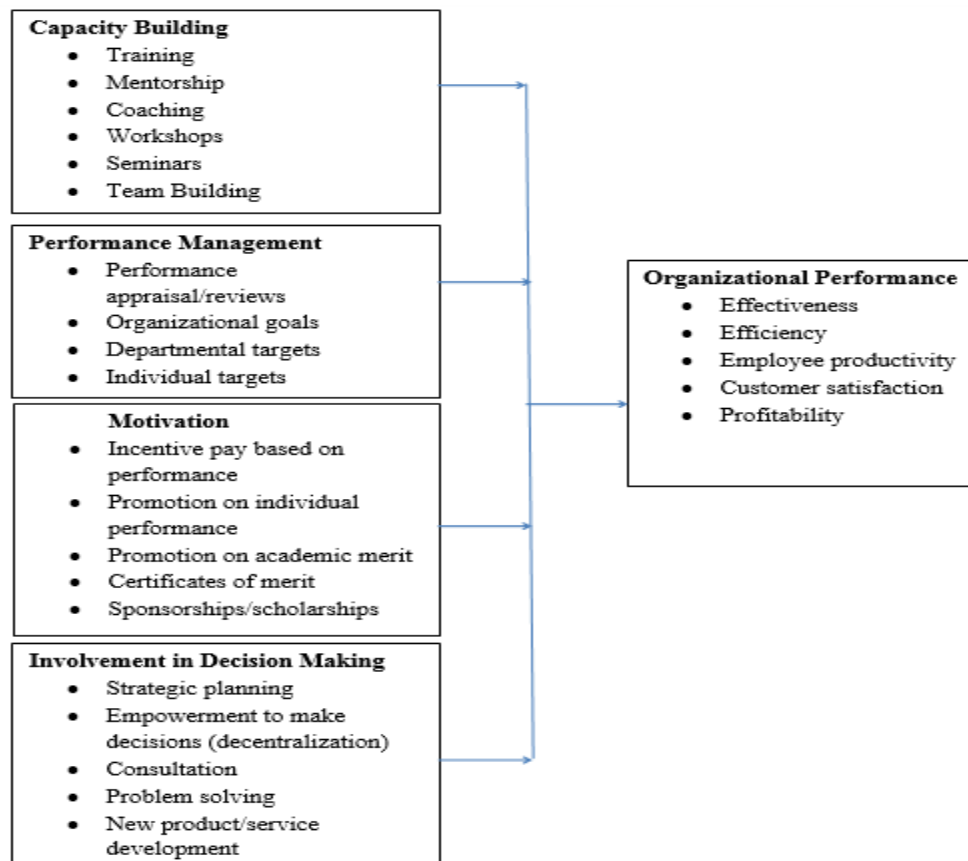 Capacity Building
• Training
• Mentorship
• Coaching
• Workshops
• Seminars
• Team Building
Performance Management
• Performance
appraisal/reviews
• Organizational goals
• Departmental targets
• Individual targets
Motivation
• Incentive pay based on
performance
• Promotion on individual
performance
• Promotion on academic merit
• Certificates of merit
• Sponsorships/scholarships
Involvement in Decision Making
• Strategic planning
• Empowerment to make
decisions (decentralization)
• Consultation
• Problem solving
• New product/service
development
Organizational Performance
• Effectiveness
• Efficiency
• Employee productivity
• Customer satisfaction
• Profitability